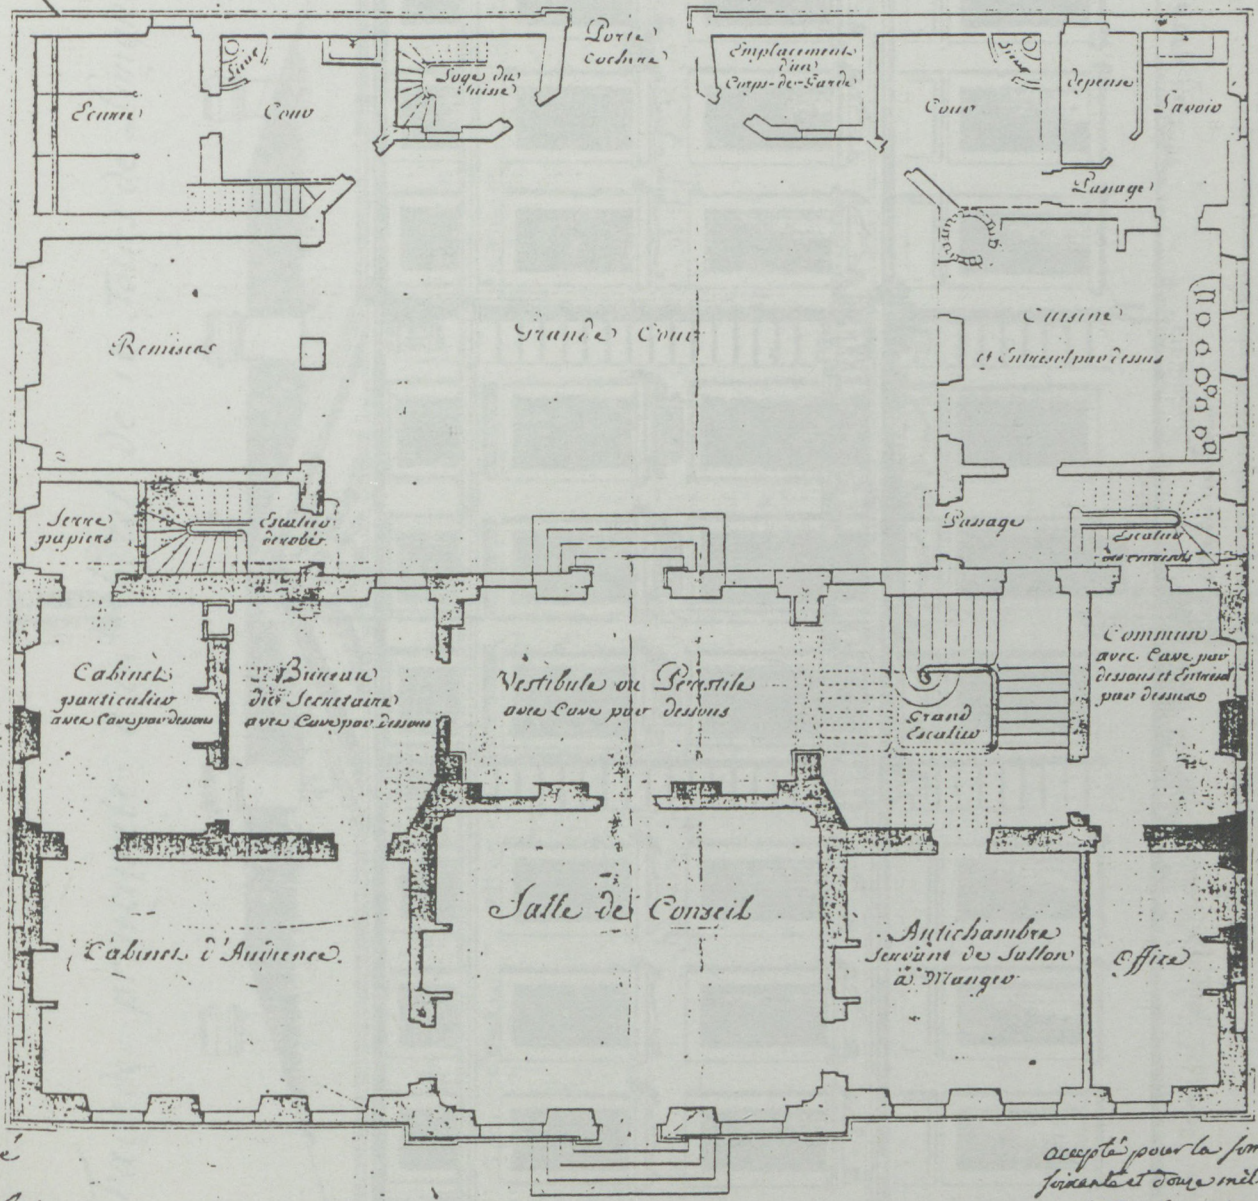 Porte
Cochere
Emplacement
d'un
Corps-de-Garde
Loge du
Suisse
Ecurie
Cour
Cour
depense
Lavoir
Passage
Remises
Grande Cour
Cuisine
et Entresol par dessus
Serre
papiers
Escalier
derobés
Passage
Escalier
des entresols
Cabinet
particulier
avec Cave par dessous
Bureau
du Secretaire
avec Cave par dessous
Vestibule ou Peristile
avec Cave par dessous
Grand
Escalier
Commun
avec Cave par
dessous et Entresol
par dessus
Cabinet d'Audience
Salle de Conseil
Antichambre
servant de Sallon
à Manger
Office
accepté pour la
soixante et douze mil